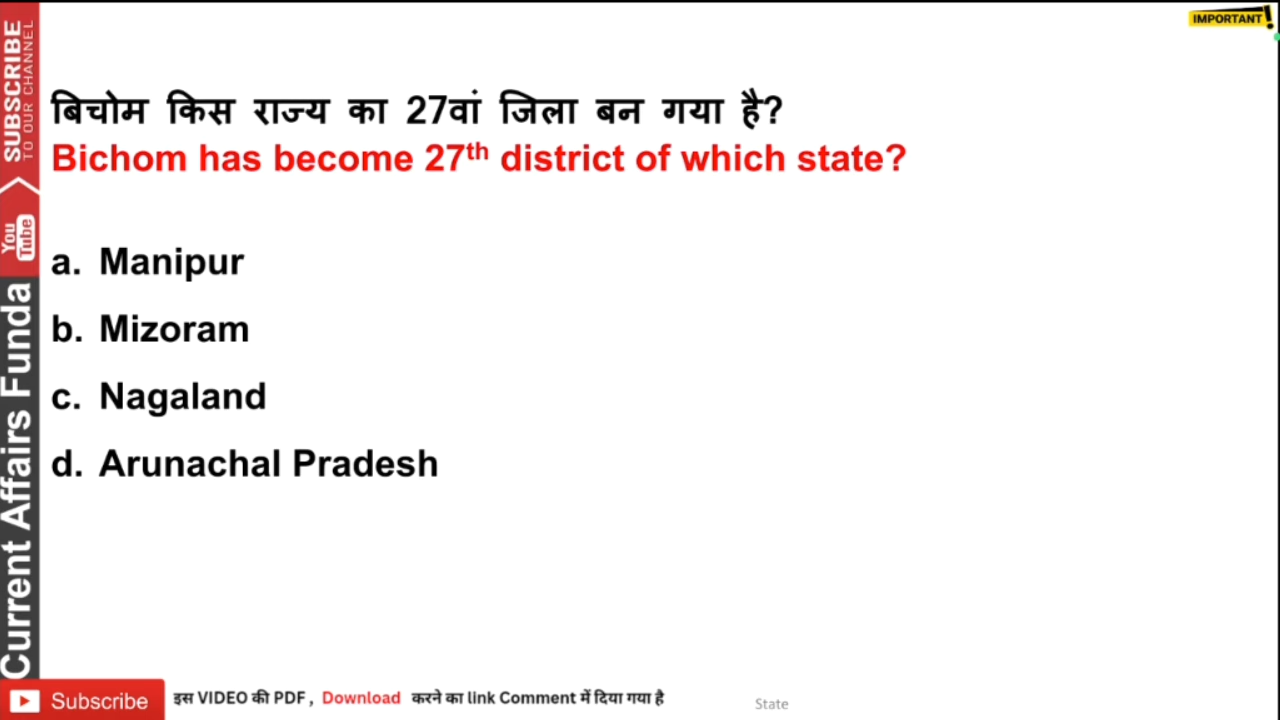 IMPORTANT!
बिचोम किस राज्य का 27वां जिला बन गया है?
Bichom has become 27th district of which state?
a. Manipur
b. Mizoram
c. Nagaland
d. Arunachal Pradesh
SUBSCRIBE
TO OUR CHANNEL
You
Tube
Current Affairs Funda
Subscribe
इस VIDEO की PDF , Download करने का link Comment में दिया गया है
State